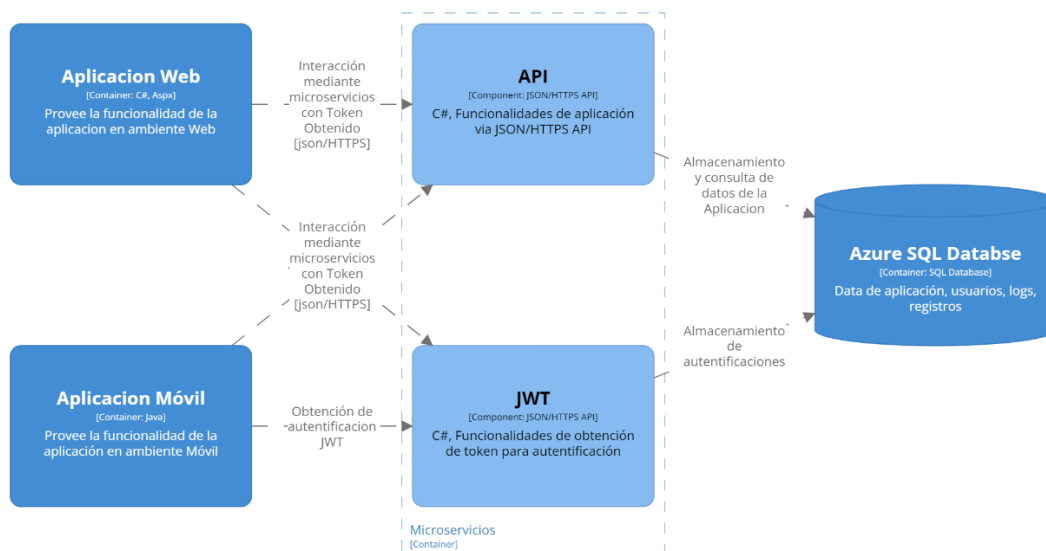 Aplicacion Web
[Container: C#, Aspx]
Provee la funcionalidad de la
aplicacion en ambiente Web
Interacción
mediante
microservicios
con Token
Obtenido
[json/HTTPS]
API
[Component: JSON/HTTPS API]
C#, Funcionalidades de aplicación
via JSON/HTTPS API
Almacenamiento
y consulta de
datos de la
Aplicacion
Interacción
mediante
microservicios
con Token
Obtenido
[json/HTTPS]
Azure SQL Databse
[Container: SQL Database]
Data de aplicación, usuarios, logs,
registros
Aplicacion Móvil
[Container: Java]
Provee la funcionalidad de la
aplicación en ambiente Móvil
Obtención de
autentificacion
JWT
JWT
[Component: JSON/HTTPS API]
C#, Funcionalidades de obtención
de token para autentificación
Almacenamiento
de
autentificaciones
Microservicios
[Container]